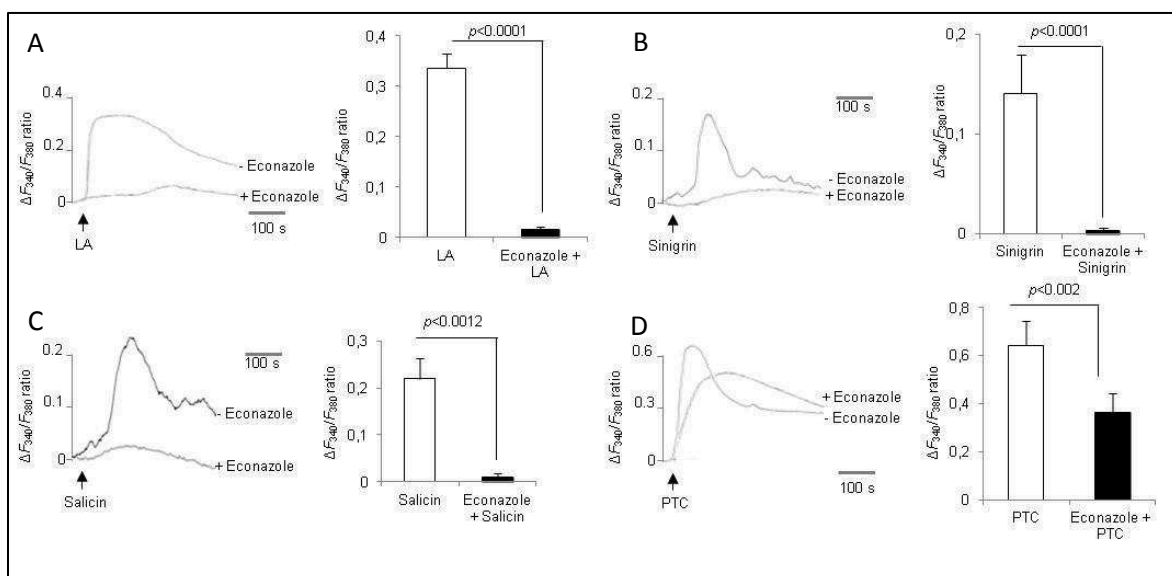 A
ΔF340/F380 ratio
0.4
0.2
0
- Econazole
+ Econazole
LA
100 s
ΔF340/F380 ratio
p<0.0001
0,4
0,3
0,2
0,1
0
LA
Econazole +
LA
B
ΔF340/F380 ratio
0.2
0.1
0
100 s
- Econazole
+ Econazole
Sinigrin
ΔF340/F380 ratio
p<0.0001
0,2
0,1
0
Sinigrin
Econazole +
Sinigrin
C
ΔF340/F380 ratio
0.2
0.1
0
100 s
- Econazole
+ Econazole
Salicin
ΔF340/F380 ratio
p<0.0012
0,3
0,2
0,1
0
Salicin
Econazole
+ Salicin
D
ΔF340/F380 ratio
0.6
0.3
0
+ Econazole
- Econazole
PTC
100 s
ΔF340/F380 ratio
p<0.002
0,8
0,6
0,4
0,2
0
PTC
Econazole +
PTC